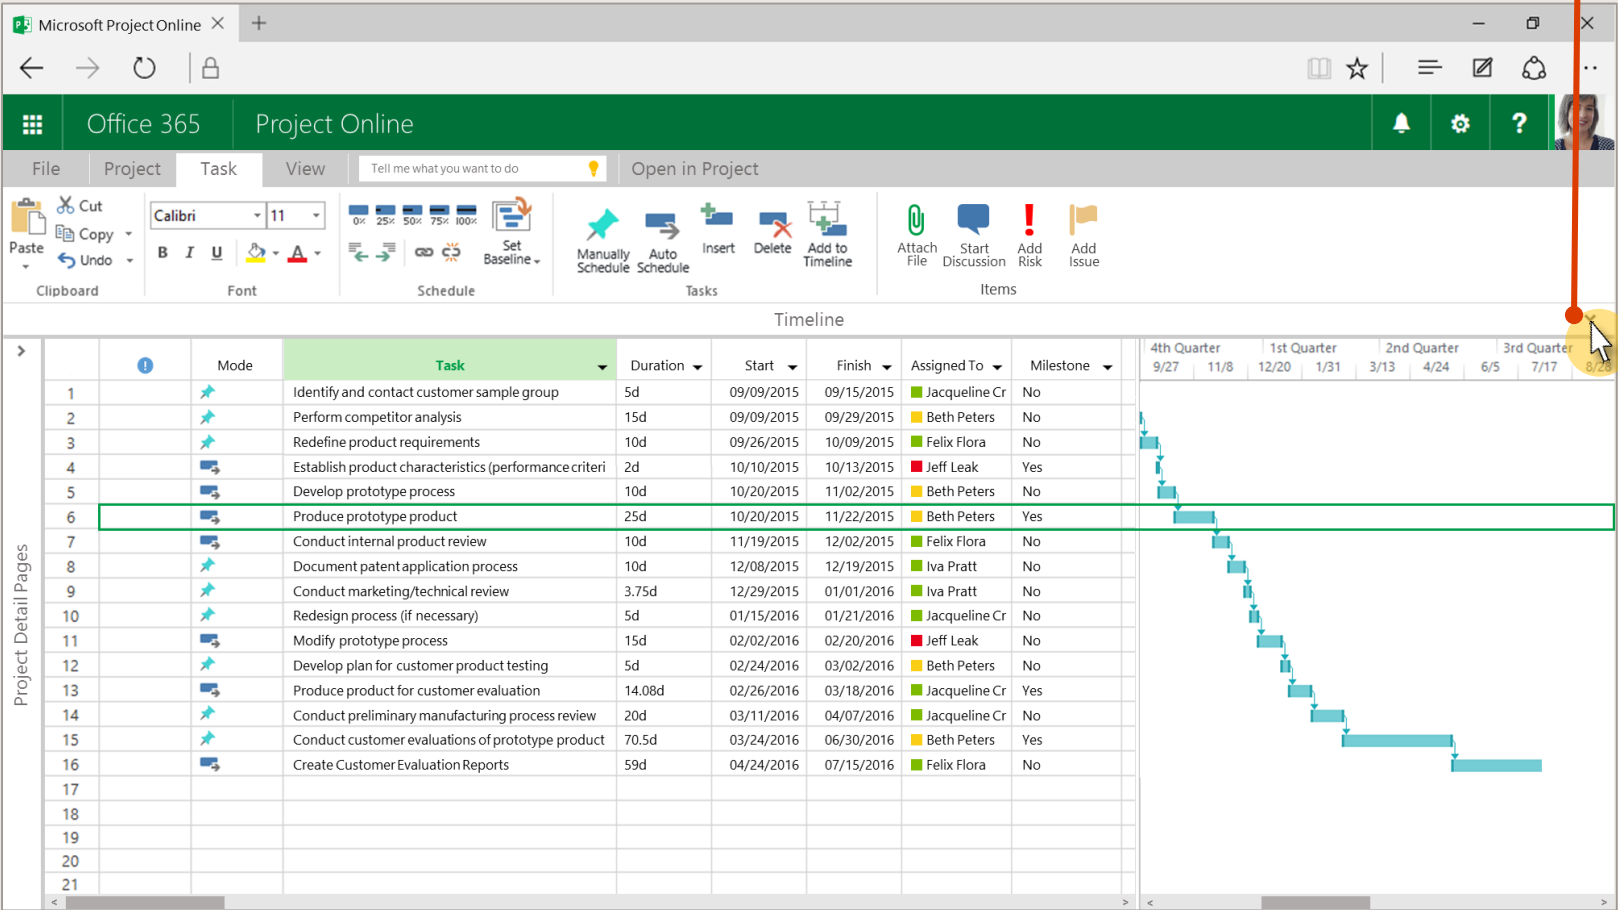 Microsoft Project Online
Office 365 Project Online ?
File Project Task View Tell me what you want to do Open in Project
Paste Cut Copy Undo
Clipboard
Calibri 11
B I U A
Font
0% 25% 50% 75% 100%
Set Baseline
Schedule
Manually Schedule Auto Schedule Insert Delete Add to Timeline
Tasks
Attach File Start Discussion Add Risk Add Issue
Items
Timeline
Project Detail Pages
4th Quarter 1st Quarter 2nd Quarter 3rd Quarter
Mode Task Duration Start Finish Assigned To Milestone 9/27 11/8 12/20 1/31 3/13 4/24 6/5 7/17 8/28
1 Identify and contact customer sample group 5d 09/09/2015 09/15/2015 Jacqueline Cr No
2 Perform competitor analysis 15d 09/09/2015 09/29/2015 Beth Peters No
3 Redefine product requirements 10d 09/26/2015 10/09/2015 Felix Flora No
4 Establish product characteristics (performance criteri 2d 10/10/2015 10/13/2015 Jeff Leak Yes
5 Develop prototype process 10d 10/20/2015 11/02/2015 Beth Peters No
6 Produce prototype product 25d 10/20/2015 11/22/2015 Beth Peters Yes
7 Conduct internal product review 10d 11/19/2015 12/02/2015 Felix Flora No
8 Document patent application process 10d 12/08/2015 12/19/2015 Iva Pratt No
9 Conduct marketing/technical review 3.75d 12/29/2015 01/01/2016 Iva Pratt No
10 Redesign process (if necessary) 5d 01/15/2016 01/21/2016 Jacqueline Cr No
11 Modify prototype process 15d 02/02/2016 02/20/2016 Jeff Leak No
12 Develop plan for customer product testing 5d 02/24/2016 03/02/2016 Beth Peters No
13 Produce product for customer evaluation 14.08d 02/26/2016 03/18/2016 Jacqueline Cr Yes
14 Conduct preliminary manufacturing process review 20d 03/11/2016 04/07/2016 Jacqueline Cr No
15 Conduct customer evaluations of prototype product 70.5d 03/24/2016 06/30/2016 Beth Peters Yes
16 Create Customer Evaluation Reports 59d 04/24/2016 07/15/2016 Felix Flora No
17
18
19
20
21